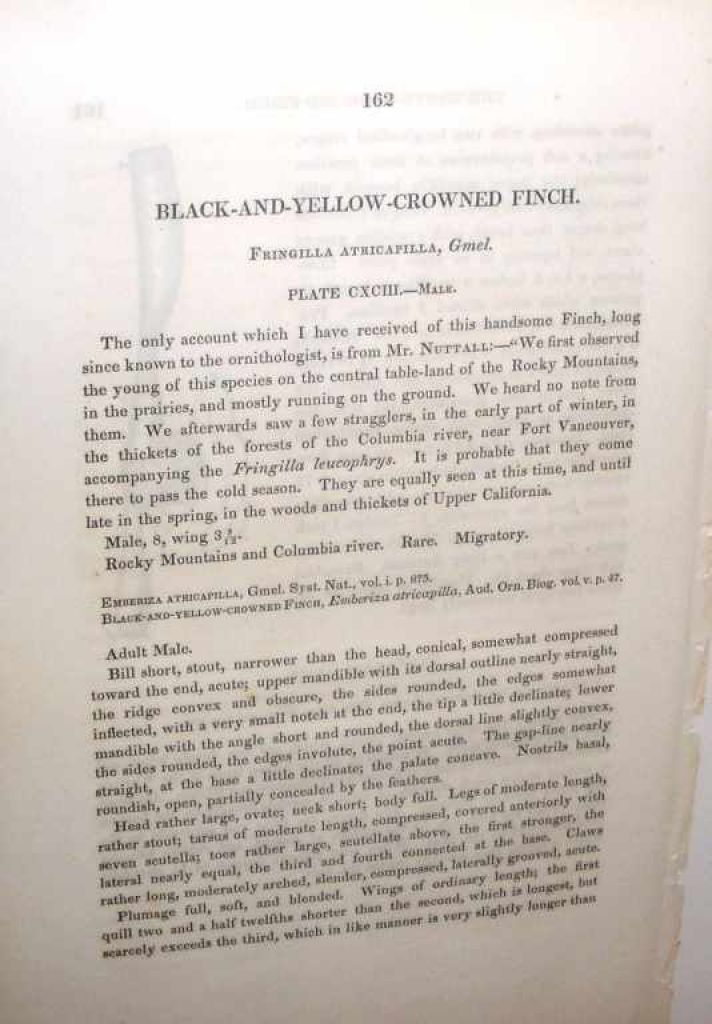 162
BLACK-AND-YELLOW-CROWNED FINCH.
FRINGILLA ATRICAPILLA, Gmel.
PLATE CXCIII.—MALE.
The only account which I have received of this handsome Finch, long
since known to the ornithologist, is from Mr. NUTTALL:—"We first observed
the young of this species on the central table-land of the Rocky Mountains,
in the prairies, and mostly running on the ground. We heard no note from
them. We afterwards saw a few stragglers, in the early part of winter, in
the thickets of the forests of the Columbia river, near Fort Vancouver,
accompanying the Fringilla leucophrys. It is probable that they come
there to pass the cold season. They are equally seen at this time, and until
late in the spring, in the woods and thickets of Upper California.
Male, 8, wing 3
Rocky Mountains and Columbia river. Rare. Migratory.
EMBERIZA ATRICAPILLA, Gmel. Syst. Nat., vol. i. p. 875.
BLACK-AND-YELLOW-CROWNED FINCH, Emberiza atricapilla, Aud. Orn. Biog. vol. v. p. 47.
Adult Male.
Bill short, stout, narrower than the head, conical, somewhat compressed
toward the end, acute; upper mandible with its dorsal outline nearly straight,
the ridge convex and obscure, the sides rounded, the edges somewhat
inflected, with a very small notch at the end, the tip a little declinate; lower
mandible with the angle short and rounded, the dorsal line slightly convex,
the sides rounded, the edges involute, the point acute. The gap-line nearly
straight, at the base a little declinate; the palate concave. Nostrils basal,
roundish, open, partially concealed by the feathers.
Head rather large, ovate; neck short; body full. Legs of moderate length,
rather stout; tarsus of moderate length, compressed, covered anteriorly with
seven scutella; toes rather large, scutellate above, the first stronger, the
lateral nearly equal, the third and fourth connected at the base. Claws
rather long, moderately arched, slender, compressed, laterally grooved, acute.
Plumage full, soft, and blended. Wings of ordinary length; the first
quill two and a half twelfths shorter than the second, which is longest, but
scarcely exceeds the third, which in like manner is very slightly longer than